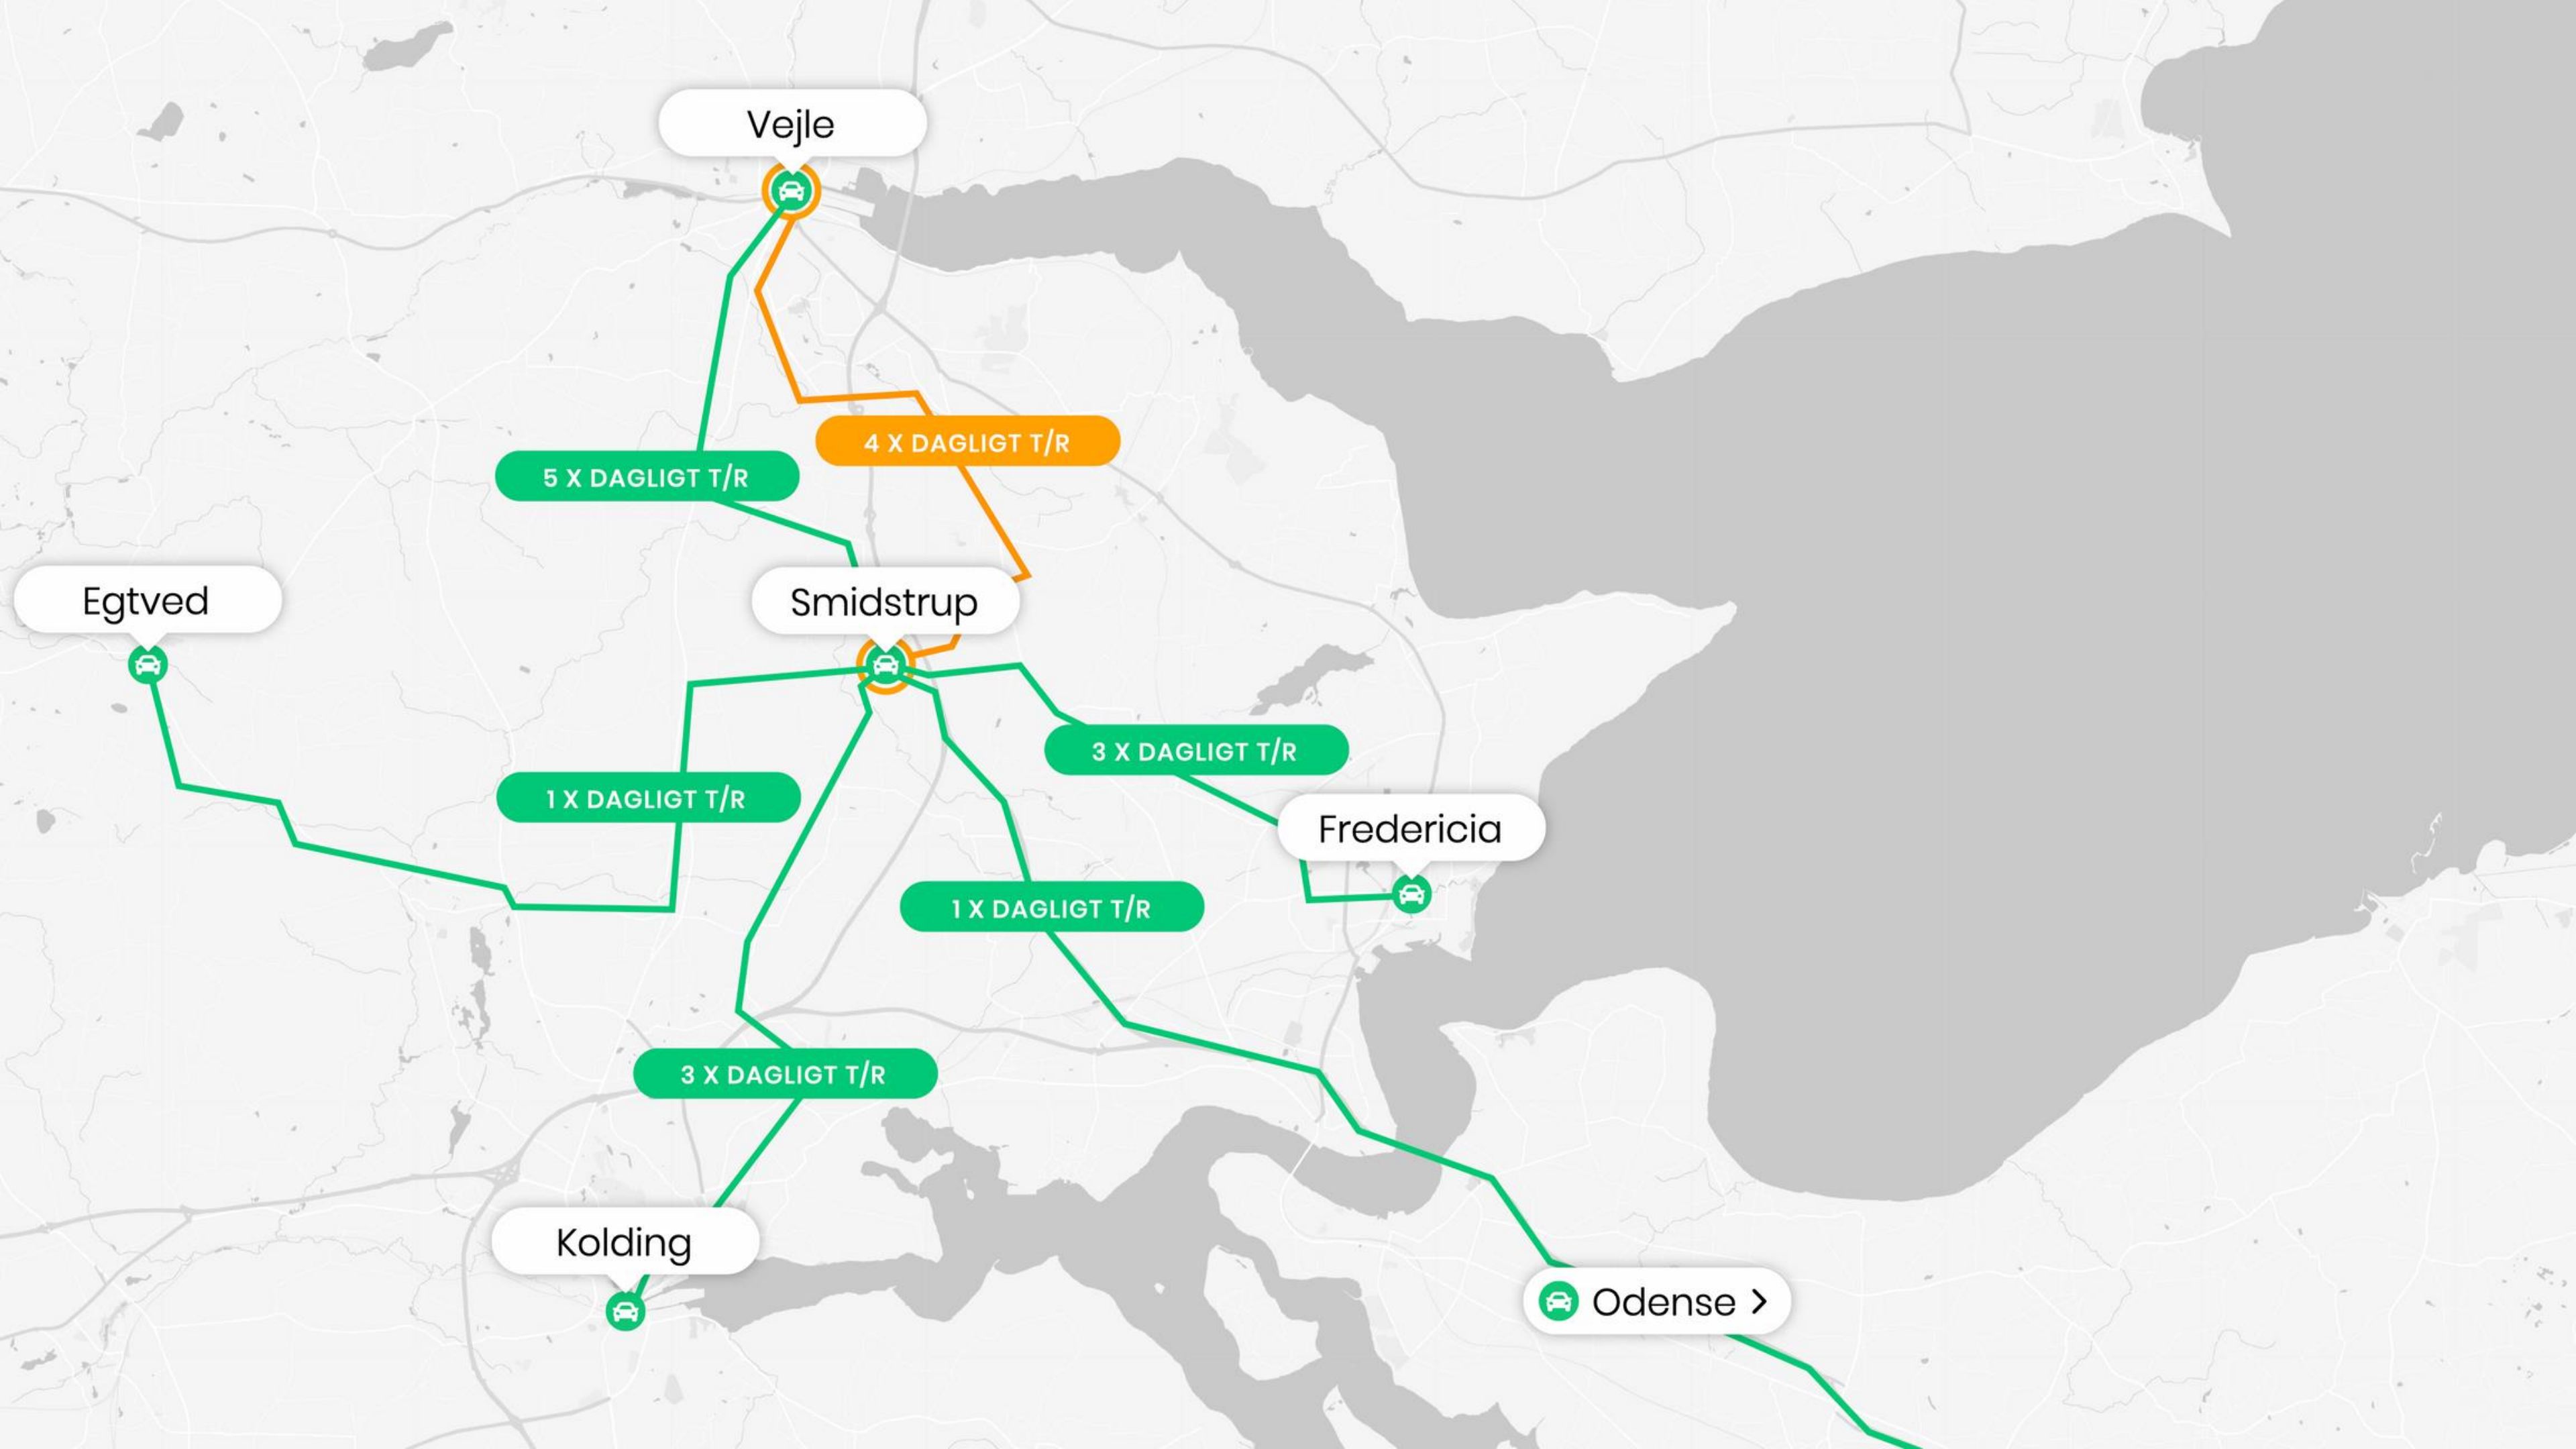 Vejle
4 X DAGLIGT T/R
5 X DAGLIGT T/R
Egtved
Smidstrup
3 X DAGLIGT T/R
1 X DAGLIGT T/R
Fredericia
1 X DAGLIGT T/R
3 X DAGLIGT T/R
Kolding
Odense >